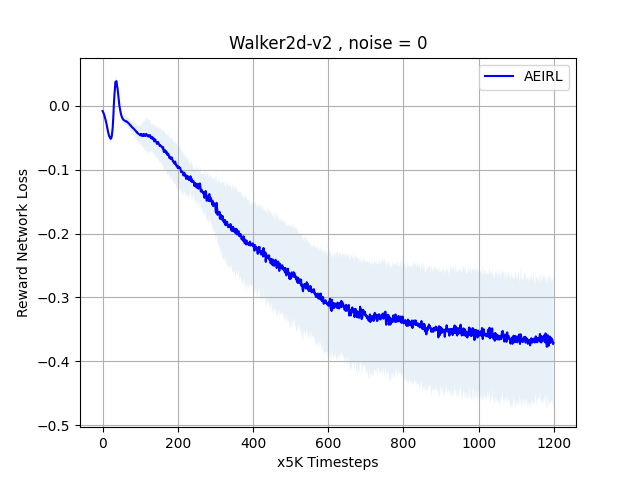 Walker2d-v2 , noise = 0
AEIRL
Reward Network Loss
0.0
−0.1
−0.2
−0.3
−0.4
−0.5
0 200 400 600 800 1000 1200
x5K Timesteps